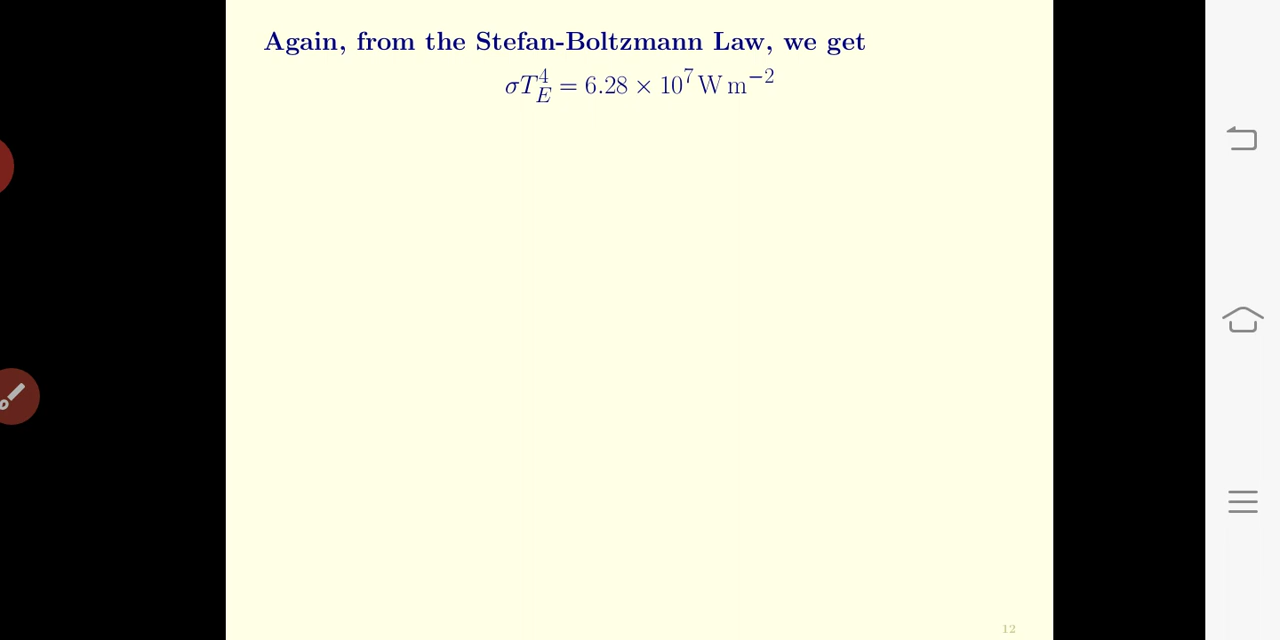 Again, from the Stefan-Boltzmann Law, we get
σT_E^4 = 6.28 × 10^7 W m^−2
12